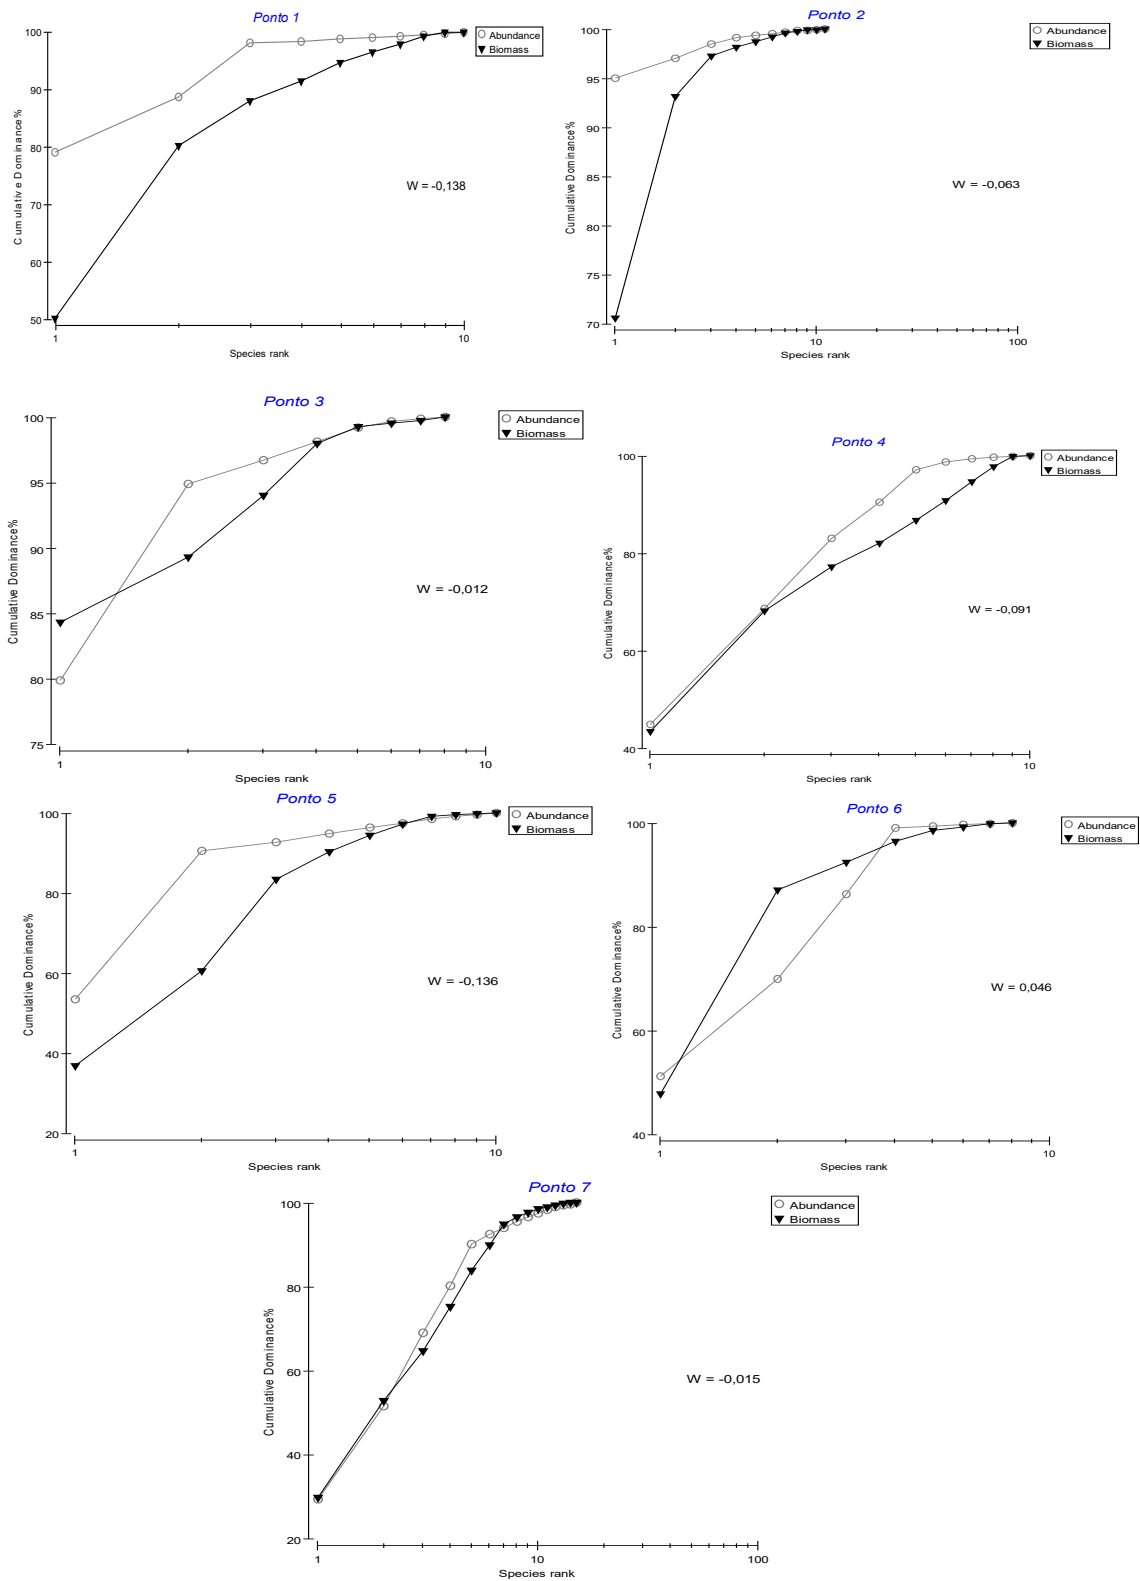 Ponto 1
100
90
80
70
60
50
Cumulative Dominance%
1
10
Species rank
Abundance
Biomass
W = -0,138
Ponto 2
100
95
90
85
80
75
70
Cumulative Dominance%
1
10
100
Species rank
Abundance
Biomass
W = -0,063
Ponto 3
100
95
90
85
80
75
Cumulative Dominance%
1
10
Species rank
Abundance
Biomass
W = -0,012
Ponto 4
100
80
60
40
Cumulative Dominance%
1
10
Species rank
Abundance
Biomass
W = -0,091
Ponto 5
100
80
60
40
20
Cumulative Dominance%
1
10
Species rank
Abundance
Biomass
W = -0,136
Ponto 6
100
80
60
40
Cumulative Dominance%
1
10
Species rank
Abundance
Biomass
W = 0,046
Ponto 7
100
80
60
40
20
Cumulative Dominance%
1
10
100
Species rank
Abundance
Biomass
W = -0,015